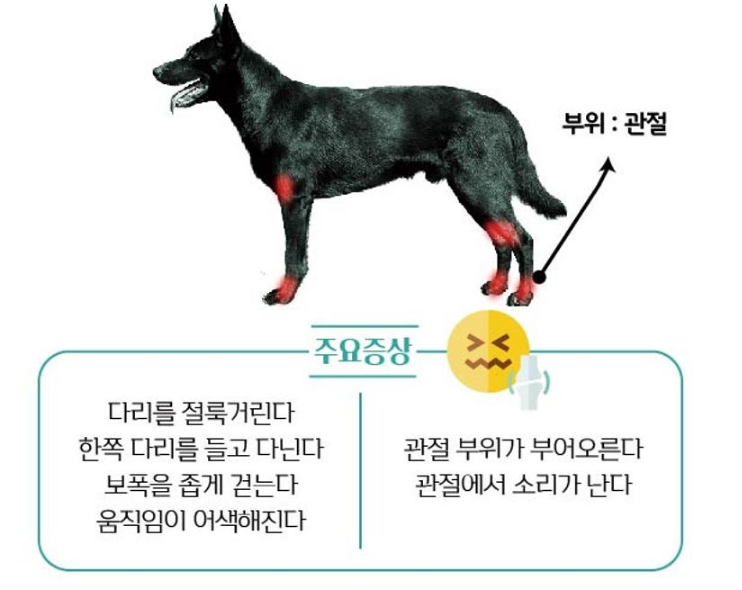 부위 : 관절
주요증상
다리를 절룩거린다
한쪽 다리를 들고 다닌다
보폭을 좁게 걷는다
움직임이 어색해진다
관절 부위가 부어오른다
관절에서 소리가 난다